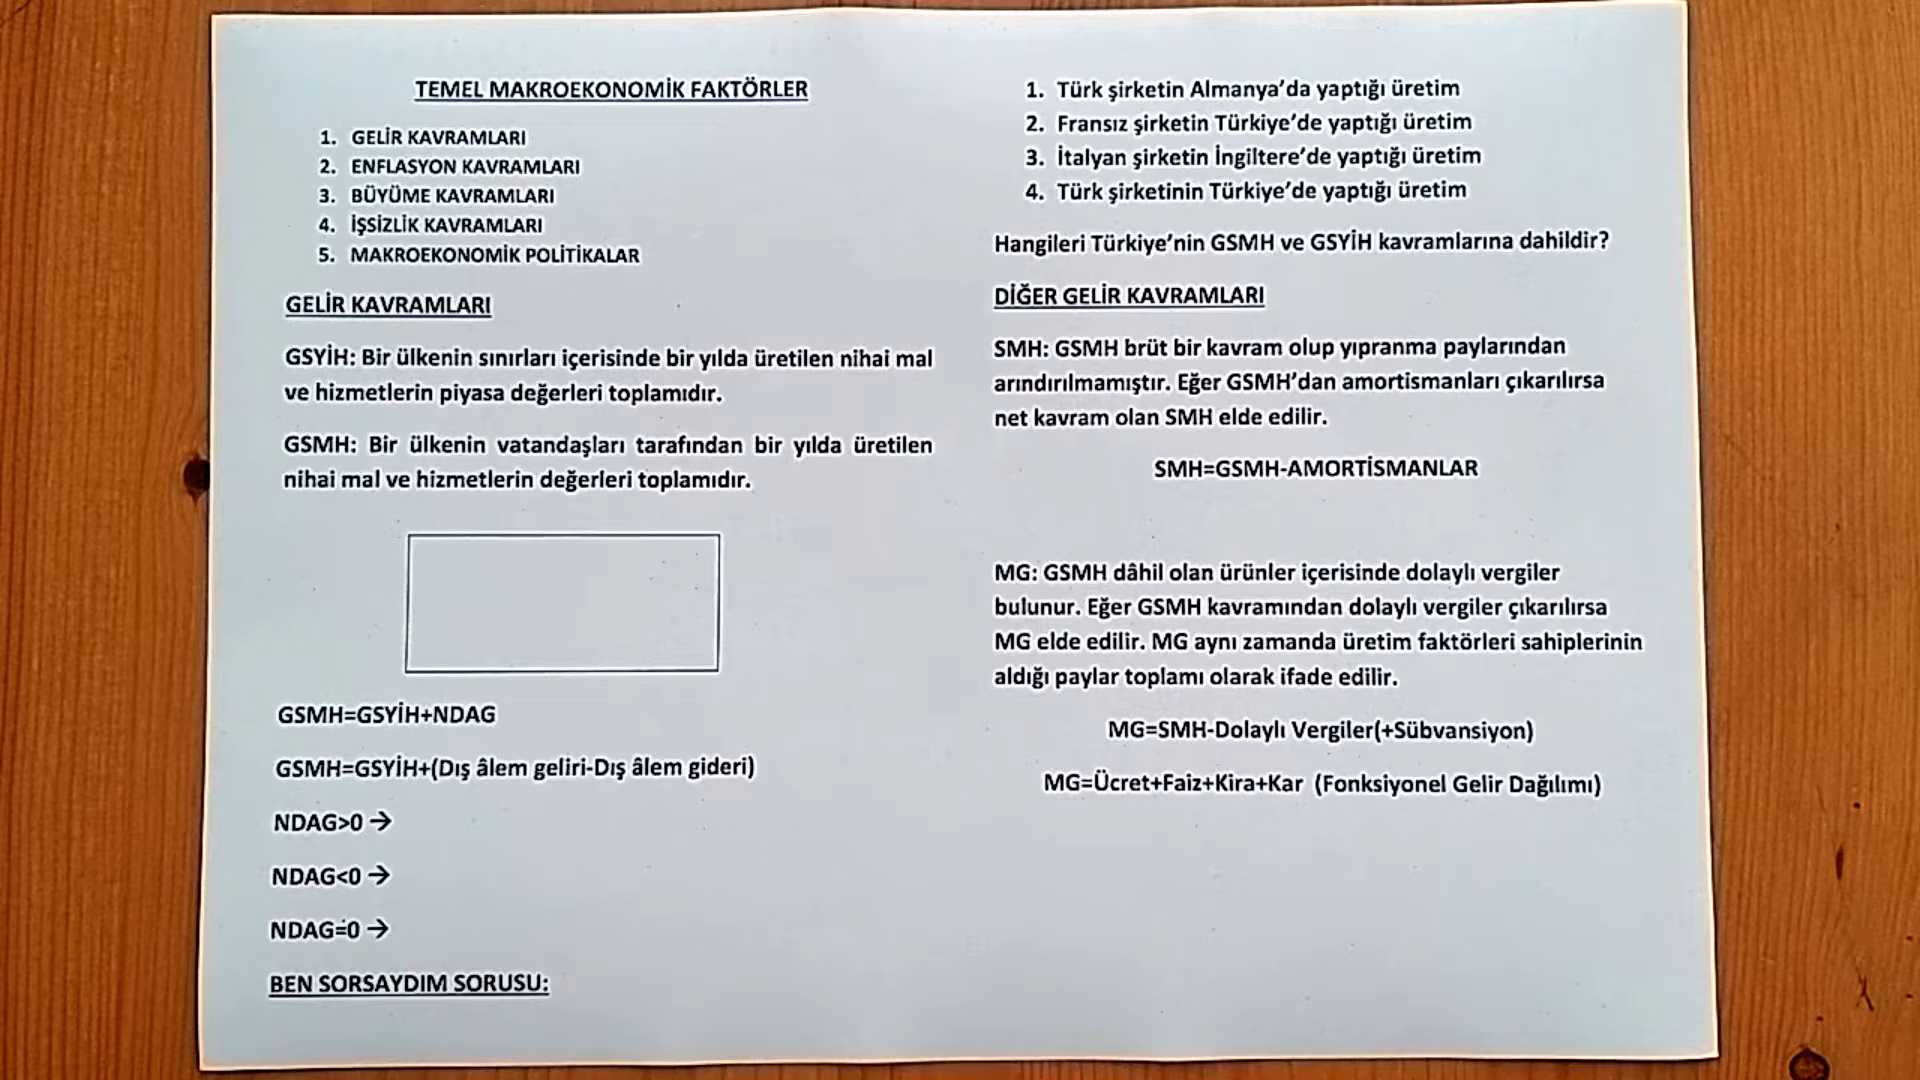 TEMEL MAKROEKONOMİK FAKTÖRLER
1. GELİR KAVRAMLARI
2. ENFLASYON KAVRAMLARI
3. BÜYÜME KAVRAMLARI
4. İŞSİZLİK KAVRAMLARI
5. MAKROEKONOMİK POLİTİKALAR
GELİR KAVRAMLARI
GSYİH: Bir ülkenin sınırları içerisinde bir yılda üretilen nihai mal
ve hizmetlerin piyasa değerleri toplamıdır.
GSMH: Bir ülkenin vatandaşları tarafından bir yılda üretilen
nihai mal ve hizmetlerin değerleri toplamıdır.
GSMH=GSYİH+NDAG
GSMH=GSYİH+(Dış âlem geliri-Dış âlem gideri)
NDAG>0 →
NDAG<0 →
NDAG=0 →
BEN SORSAYDIM SORUSU:
1. Türk şirketin Almanya'da yaptığı üretim
2. Fransız şirketin Türkiye'de yaptığı üretim
3. İtalyan şirketin İngiltere'de yaptığı üretim
4. Türk şirketinin Türkiye'de yaptığı üretim
Hangileri Türkiye'nin GSMH ve GSYİH kavramlarına dahildir?
DİĞER GELİR KAVRAMLARI
SMH: GSMH brüt bir kavram olup yıpranma paylarından
arındırılmamıştır. Eğer GSMH'dan amortismanları çıkarılırsa
net kavram olan SMH elde edilir.
SMH=GSMH-AMORTİSMANLAR
MG: GSMH dâhil olan ürünler içerisinde dolaylı vergiler
bulunur. Eğer GSMH kavramından dolaylı vergiler çıkarılırsa
MG elde edilir. MG aynı zamanda üretim faktörleri sahiplerinin
aldığı paylar toplamı olarak ifade edilir.
MG=SMH-Dolaylı Vergiler(+Sübvansiyon)
MG=Ücret+Faiz+Kira+Kar (Fonksiyonel Gelir Dağılımı)